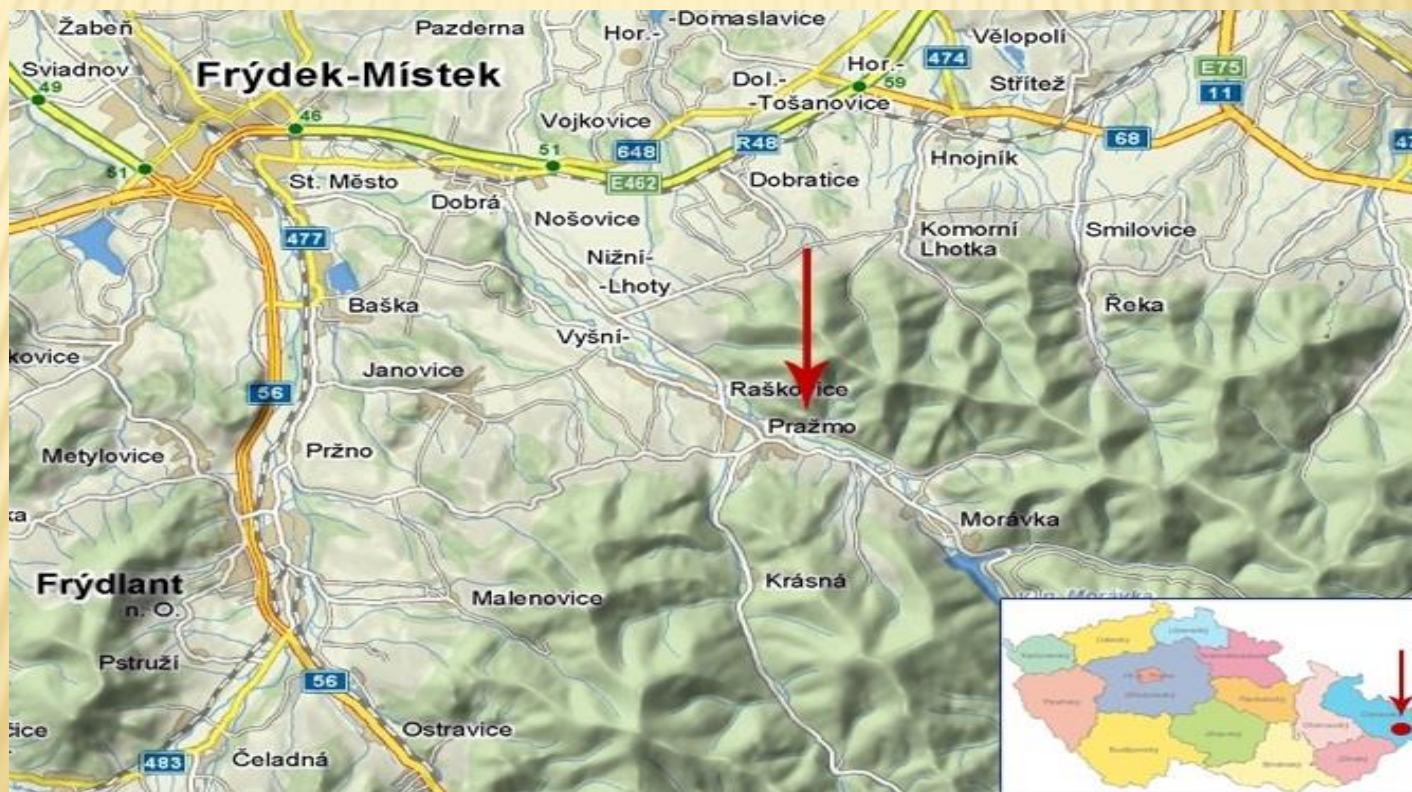 Žabeň
Pazderna
Hor.-
-Domaslavice
Vělopolí
Sviadnov
Frýdek-Místek
474
Hor.-
E75
49
Dol.-
59
Střítež
11
-Tošanovice
46
Vojkovice
68
51
648
R48
Hnojník
51
E462
St. Město
Dobrá
Dobratice
Nošovice
477
Komorní
Lhotka
Smilovice
Nižní-
-Lhoty
Baška
Řeka
Vyšní-
kovice
Janovice
56
Raškovice
Pražmo
Metylovice
Pržno
Morávka
Krásná
Frýdlant
n. O.
Malenovice
Pstruží
56
Ostravice
Čeladná
483